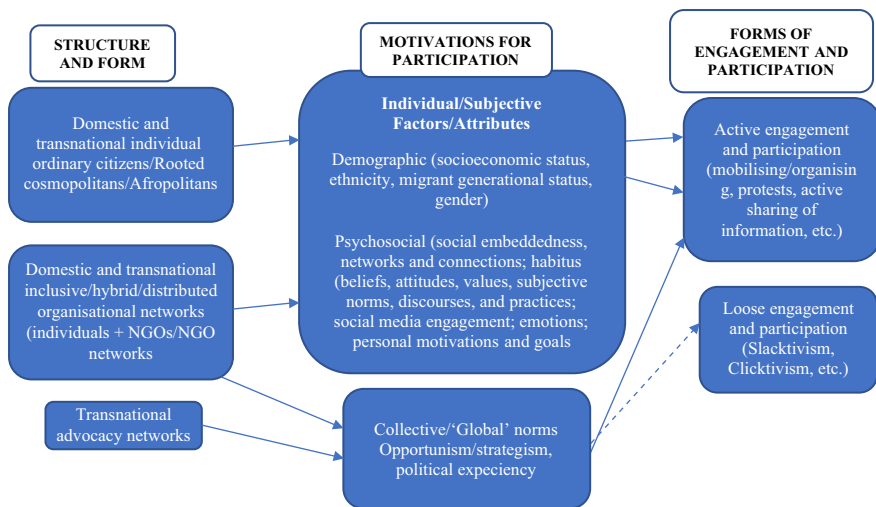 STRUCTURE
AND FORM
Domestic and
transnational individual
ordinary citizens/Rooted
cosmopolitans/Afropolitans
Domestic and transnational
inclusive/hybrid/distributed
organisational networks
(individuals + NGOs/NGO
networks
Transnational
advocacy networks
MOTIVATIONS FOR
PARTICIPATION
Individual/Subjective
Factors/Attributes
Demographic (socioeconomic status,
ethnicity, migrant generational status,
gender)
Psychosocial (social embeddedness,
networks and connections; habitus
(beliefs, attitudes, values, subjective
norms, discourses, and practices;
social media engagement; emotions;
personal motivations and goals
Collective/‘Global’ norms
Opportunism/strategism,
political expeciency
FORMS OF
ENGAGEMENT AND
PARTICIPATION
Active engagement
and participation
(mobilising/organisin
g, protests, active
sharing of
information, etc.)
Loose engagement
and participation
(Slacktivism,
Clicktivism, etc.)